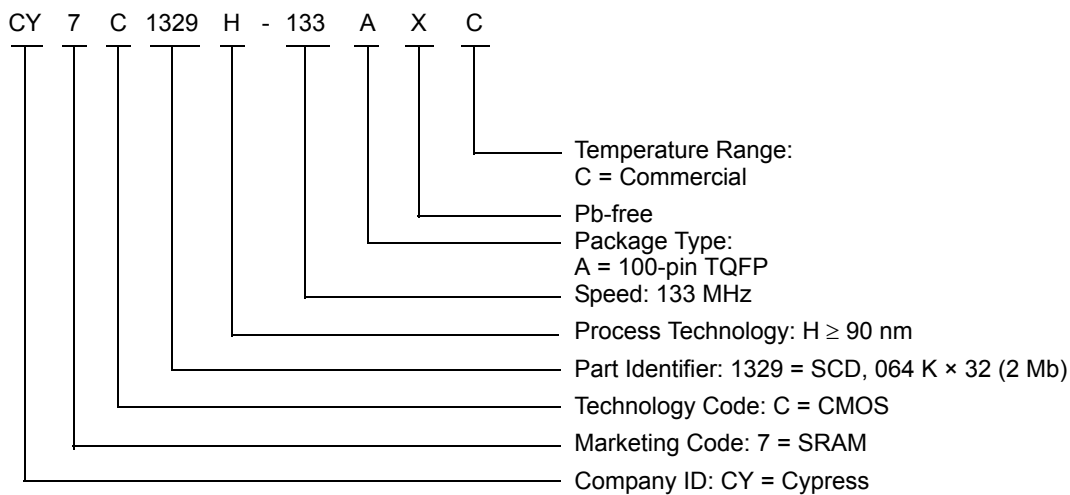 CY 7 C 1329 H - 133 A X C
Temperature Range:
C = Commercial
Pb-free
Package Type:
A = 100-pin TQFP
Speed: 133 MHz
Process Technology: H ≥ 90 nm
Part Identifier: 1329 = SCD, 064 K × 32 (2 Mb)
Technology Code: C = CMOS
Marketing Code: 7 = SRAM
Company ID: CY = Cypress